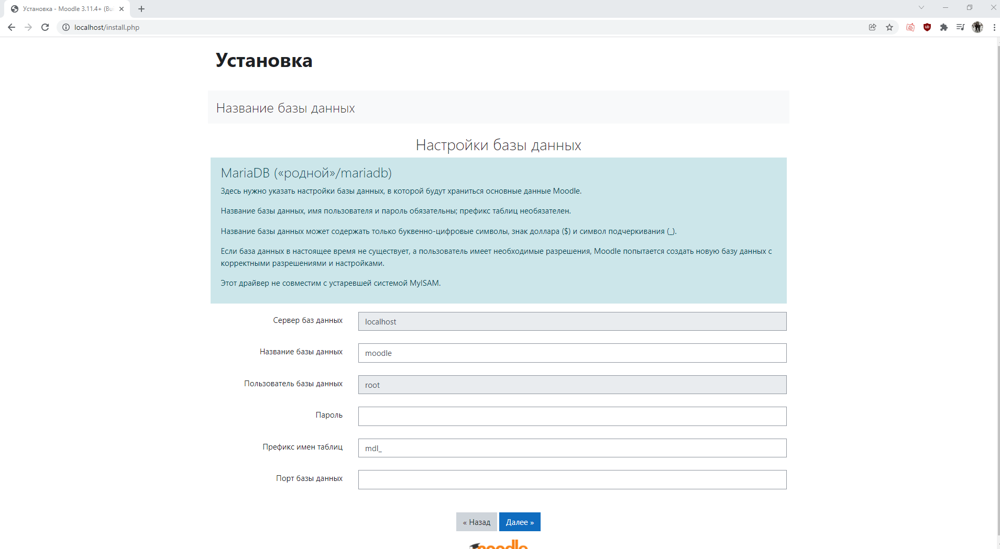 Установка - Moodle 3.11.4+ (Bu
localhost/install.php
Установка
Название базы данных
Настройки базы данных
MariaDB («родной»/mariadb)
Здесь нужно указать настройки базы данных, в которой будут храниться основные данные Moodle.
Название базы данных, имя пользователя и пароль обязательны; префикс таблиц необязателен.
Название базы данных может содержать только буквенно-цифровые символы, знак доллара ($) и символ подчеркивания (_).
Если база данных в настоящее время не существует, а пользователь имеет необходимые разрешения, Moodle попытается создать новую базу данных с
корректными разрешениями и настройками.
Этот драйвер не совместим с устаревшей системой MyISAM.
Сервер баз данных
localhost
Название базы данных
moodle
Пользователь базы данных
root
Пароль
Префикс имен таблиц
mdl_
Порт базы данных
« Назад
Далее »
moodle